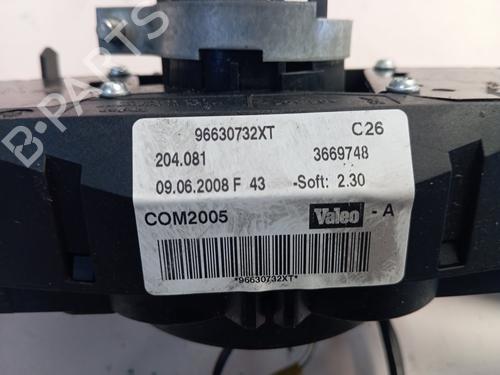 96630732XT C26
204.081 3669748
09.06.2008 F 43 -Soft: 2.30
COM2005 Valeo - A
*96630732XT*
B-PARTS